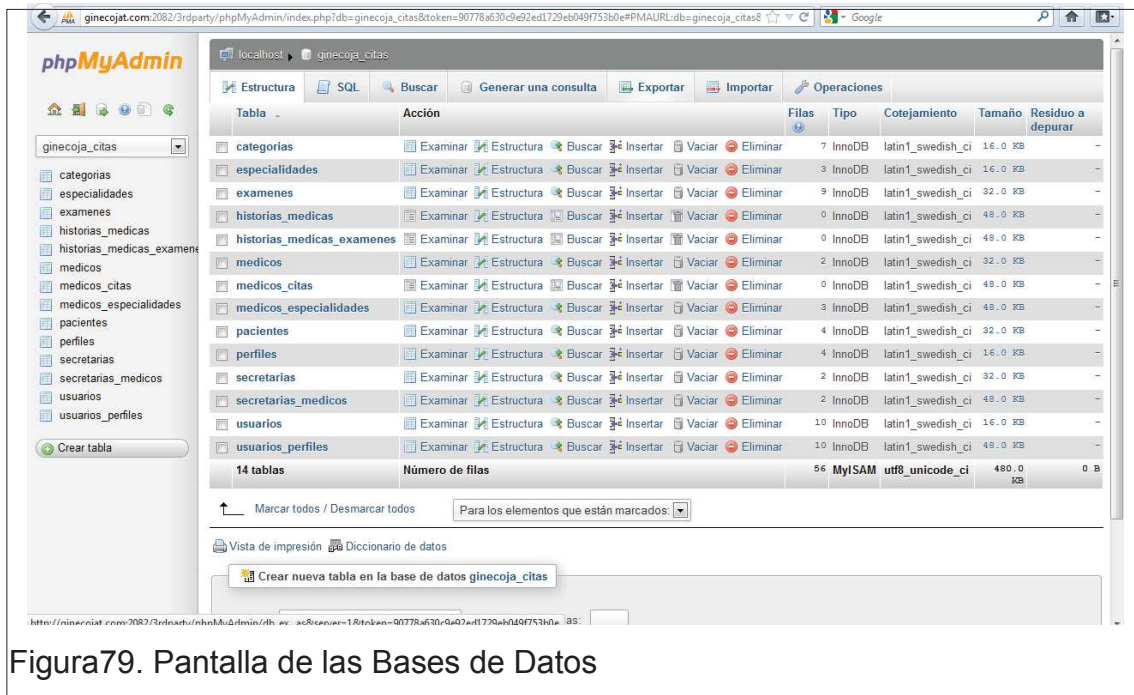 ginecojat.com:2082/3rdparty/phpMyAdmin/index.php?db=ginecoja_citas&token=90778a630c9e92ed1729eb049f753b0e#PMAURL:db=ginecoja_citas& Google
phpMyAdmin
ginecoja_citas
categorias
especialidades
examenes
historias_medicas
historias_medicas_examene
medicos
medicos_citas
medicos_especialidades
pacientes
perfiles
secretarias
secretarias_medicos
usuarios
usuarios_perfiles
Crear tabla
localhost ginecoja_citas
Estructura SQL Buscar Generar una consulta Exportar Importar Operaciones
Tabla Acción Filas Tipo Cotejamiento Tamaño Residuo a depurar
categorias Examinar Estructura Buscar Insertar Vaciar Eliminar 7 InnoDB latin1_swedish_ci 16.0 KB -
especialidades Examinar Estructura Buscar Insertar Vaciar Eliminar 3 InnoDB latin1_swedish_ci 16.0 KB -
examenes Examinar Estructura Buscar Insertar Vaciar Eliminar 9 InnoDB latin1_swedish_ci 32.0 KB -
historias_medicas Examinar Estructura Buscar Insertar Vaciar Eliminar 0 InnoDB latin1_swedish_ci 48.0 KB -
historias_medicas_examenes Examinar Estructura Buscar Insertar Vaciar Eliminar 0 InnoDB latin1_swedish_ci 48.0 KB -
medicos Examinar Estructura Buscar Insertar Vaciar Eliminar 2 InnoDB latin1_swedish_ci 32.0 KB -
medicos_citas Examinar Estructura Buscar Insertar Vaciar Eliminar 0 InnoDB latin1_swedish_ci 48.0 KB -
medicos_especialidades Examinar Estructura Buscar Insertar Vaciar Eliminar 3 InnoDB latin1_swedish_ci 48.0 KB -
pacientes Examinar Estructura Buscar Insertar Vaciar Eliminar 4 InnoDB latin1_swedish_ci 32.0 KB -
perfiles Examinar Estructura Buscar Insertar Vaciar Eliminar 4 InnoDB latin1_swedish_ci 16.0 KB -
secretarias Examinar Estructura Buscar Insertar Vaciar Eliminar 2 InnoDB latin1_swedish_ci 32.0 KB -
secretarias_medicos Examinar Estructura Buscar Insertar Vaciar Eliminar 2 InnoDB latin1_swedish_ci 48.0 KB -
usuarios Examinar Estructura Buscar Insertar Vaciar Eliminar 10 InnoDB latin1_swedish_ci 16.0 KB -
usuarios_perfiles Examinar Estructura Buscar Insertar Vaciar Eliminar 10 InnoDB latin1_swedish_ci 48.0 KB -
14 tablas Número de filas 56 MyISAM utf8_unicode_ci 480.0 KB 0 B
Marcar todos / Desmarcar todos Para los elementos que están marcados:
Vista de impresión Diccionario de datos
Crear nueva tabla en la base de datos ginecoja_citas
as:
Figura79. Pantalla de las Bases de Datos